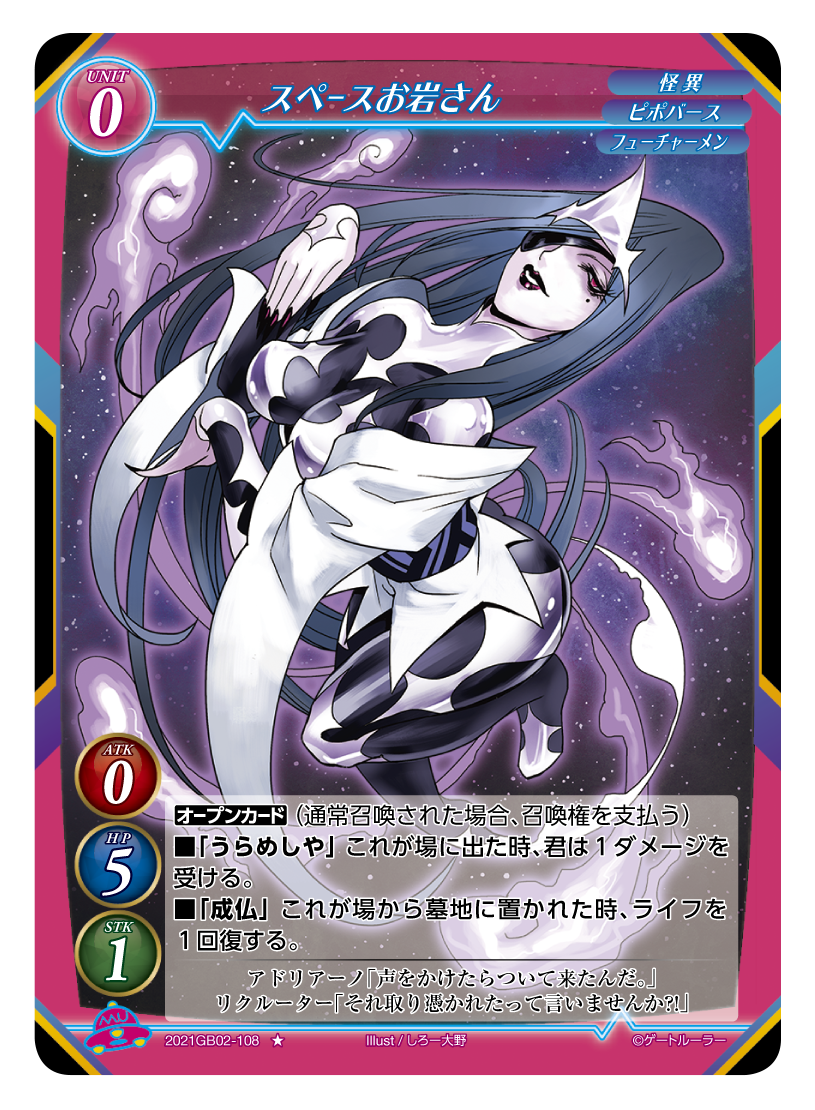 UNIT
0
スペースお岩さん
怪異
ピポバース
フューチャーメン
ATK
0
HP
5
STK
1
オープンカード（通常召喚された場合、召喚権を支払う）
■「うらめしや」これが場に出た時、君は１ダメージを
受ける。
■「成仏」これが場から墓地に置かれた時、ライフを
１回復する。
アドリアーノ「声をかけたらついて来たんだ。」
リクルーター「それ取り憑かれたって言いませんか?!」
MU
2021GB02-108 ★
Illust / しろー大野
©ゲートルーラー